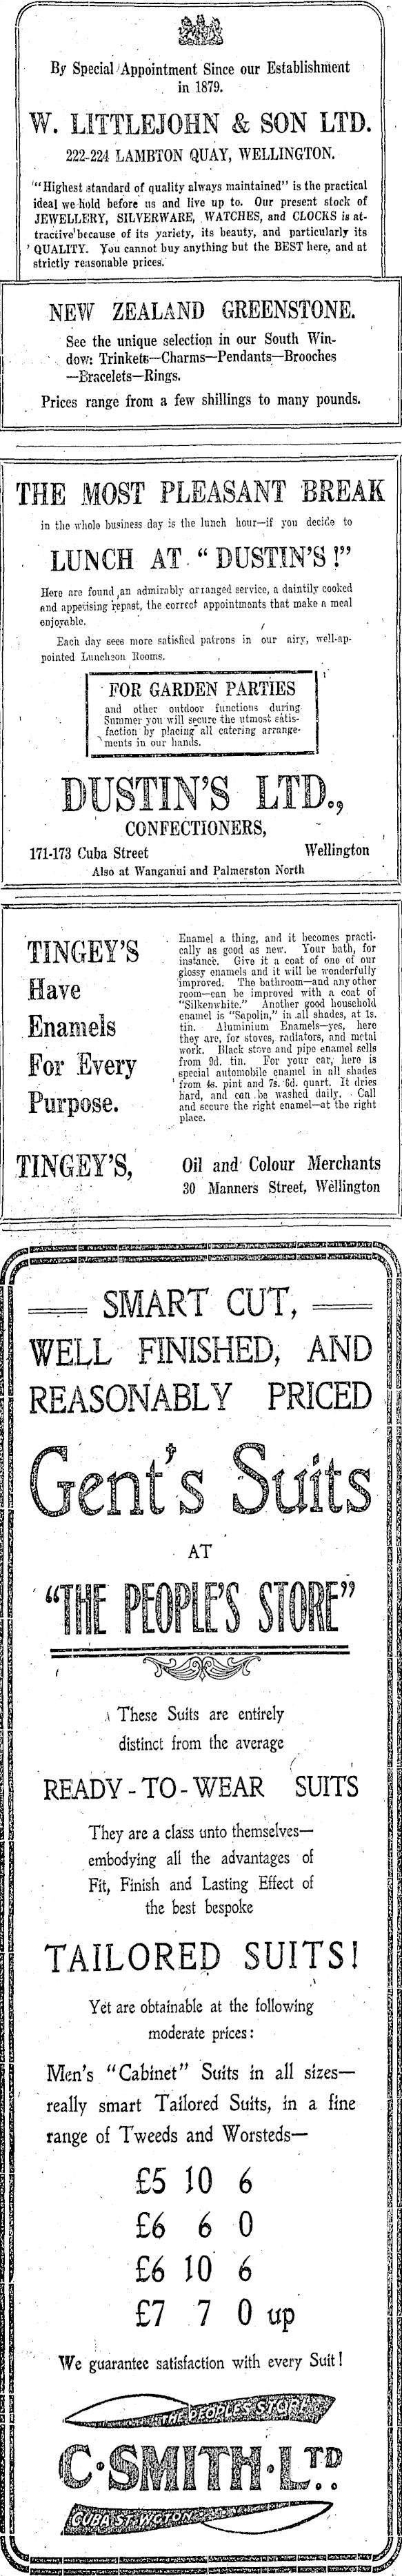 By Special Appointment Since our Establishment
in 1879.
W. LITTLEJOHN & SON LTD.
222-224 LAMBTON QUAY, WELLINGTON.
"Highest standard of quality always maintained" is the practical
ideal we hold before us and live up to. Our present stock of
JEWELLERY, SILVERWARE, WATCHES, and CLOCKS is at-
tractive because of its variety, its beauty, and particularly its
QUALITY. You cannot buy anything but the BEST here, and at
strictly reasonable prices.
NEW ZEALAND GREENSTONE.
See the unique selection in our South Win-
dow: Trinkets—Charms—Pendants—Brooches
—Bracelets—Rings.
Prices range from a few shillings to many pounds.
THE MOST PLEASANT BREAK
in the whole business day is the lunch hour—if you decide to
LUNCH AT "DUSTIN'S!"
Here are found an admirably arranged service, a daintily cooked
and appetising repast, the correct appointments that make a meal
enjoyable.
Each day sees more satisfied patrons in our airy, well-ap-
pointed Luncheon Rooms.
FOR GARDEN PARTIES
and other outdoor functions during
Summer you will secure the utmost satis-
faction by placing all catering arrange-
ments in our hands.
DUSTIN'S LTD.,
CONFECTIONERS,
171-173 Cuba Street Wellington
Also at Wanganui and Palmerston North
TINGEY'S
Have
Enamels
For Every
Purpose.
Enamel a thing, and it becomes practi-
cally as good as new. Your bath, for
instance. Give it a coat of one of our
glossy enamels and it will be wonderfully
improved. The bathroom—and any other
room—can be improved with a coat of
"Silkenwhite." Another good household
enamel is "Sapolin," in all shades, at 1s.
tin. Aluminium Enamels—yes, here
they are, for stoves, radiators, and metal
work. Black stove and pipe enamel sells
from 9d. tin. For your car, here is
special automobile enamel in all shades
from 4s. pint and 7s. 6d. quart. It dries
hard, and can be washed daily. Call
and secure the right enamel—at the right
place.
TINGEY'S, Oil and Colour Merchants
30 Manners Street, Wellington
SMART CUT,
WELL FINISHED, AND
REASONABLY PRICED
Gent's Suits
AT
"THE PEOPLE'S STORE"
These Suits are entirely
distinct from the average
READY-TO-WEAR SUITS
They are a class unto themselves—
embodying all the advantages of
Fit, Finish and Lasting Effect of
the best bespoke
TAILORED SUITS!
Yet are obtainable at the following
moderate prices:
Men's "Cabinet" Suits in all sizes—
really smart Tailored Suits, in a fine
range of Tweeds and Worsteds—
£5 10 6
£6 6 0
£6 10 6
£7 7 0 up
We guarantee satisfaction with every Suit!
THE PEOPLE'S STORE
C. SMITH. LTD.
CUBA ST. WGTON